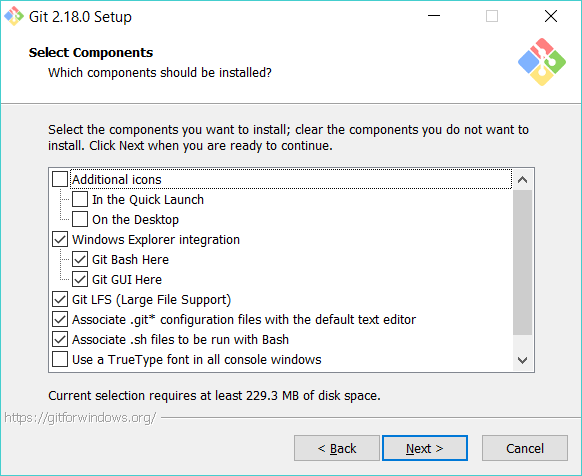 Git 2.18.0 Setup
Select Components
Which components should be installed?
Select the components you want to install; clear the components you do not want to
install. Click Next when you are ready to continue.
Additional icons
In the Quick Launch
On the Desktop
Windows Explorer integration
Git Bash Here
Git GUI Here
Git LFS (Large File Support)
Associate .git* configuration files with the default text editor
Associate .sh files to be run with Bash
Use a TrueType font in all console windows
Current selection requires at least 229.3 MB of disk space.
https://gitforwindows.org/
< Back Next > Cancel